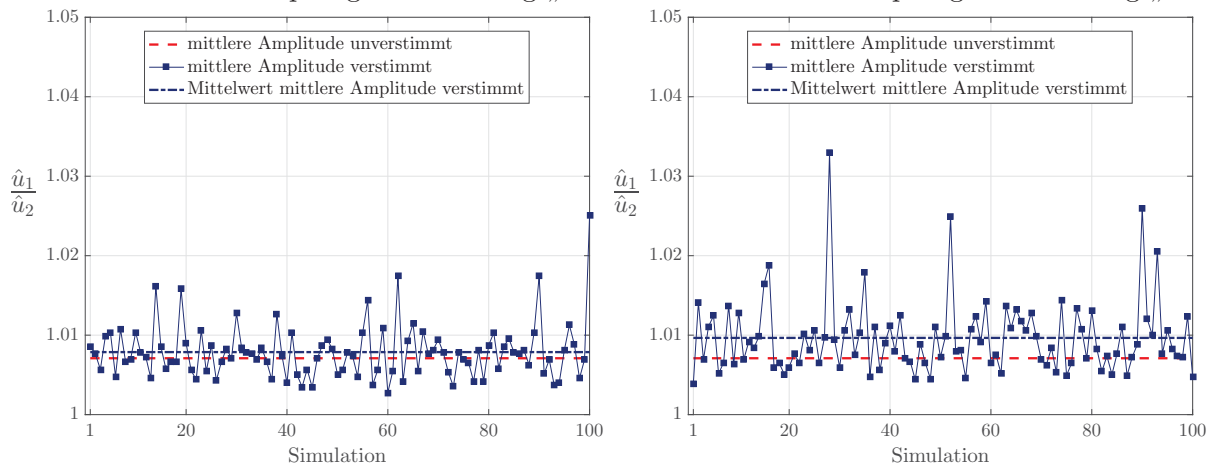 1.05
mittlere Amplitude unverstimmt
mittlere Amplitude verstimmt
Mittelwert mittlere Amplitude verstimmt
1.04
1.03
û₁
û₂
1.02
1.01
1
1 20 40 60 80 100
Simulation
1.05
mittlere Amplitude unverstimmt
mittlere Amplitude verstimmt
Mittelwert mittlere Amplitude verstimmt
1.04
1.03
û₁
û₂
1.02
1.01
1
1 20 40 60 80 100
Simulation